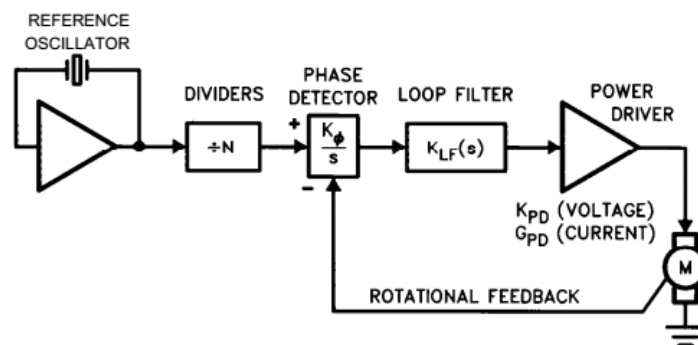 REFERENCE
OSCILLATOR
DIVIDERS
÷N
PHASE
DETECTOR
+
Kϕ
s
−
LOOP FILTER
KLF(s)
POWER
DRIVER
KPD (VOLTAGE)
GPD (CURRENT)
M
ROTATIONAL FEEDBACK